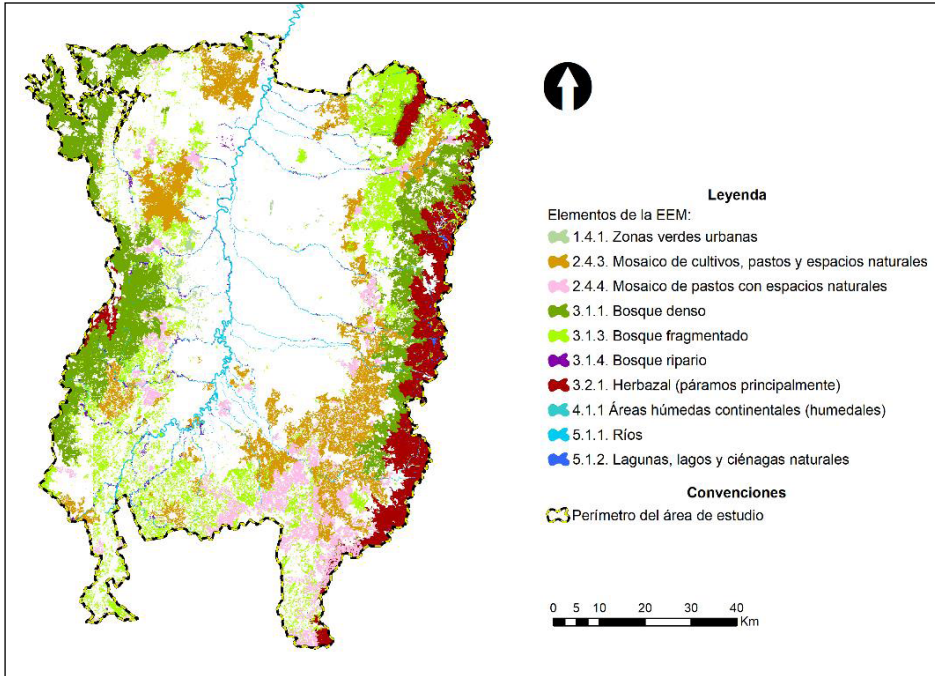 Leyenda
Elementos de la EEM:
1.4.1. Zonas verdes urbanas
2.4.3. Mosaico de cultivos, pastos y espacios naturales
2.4.4. Mosaico de pastos con espacios naturales
3.1.1. Bosque denso
3.1.3. Bosque fragmentado
3.1.4. Bosque ripario
3.2.1. Herbazal (páramos principalmente)
4.1.1 Áreas húmedas continentales (humedales)
5.1.1. Ríos
5.1.2. Lagunas, lagos y ciénagas naturales
Convenciones
Perímetro del área de estudio
0 5 10 20 30 40
Km